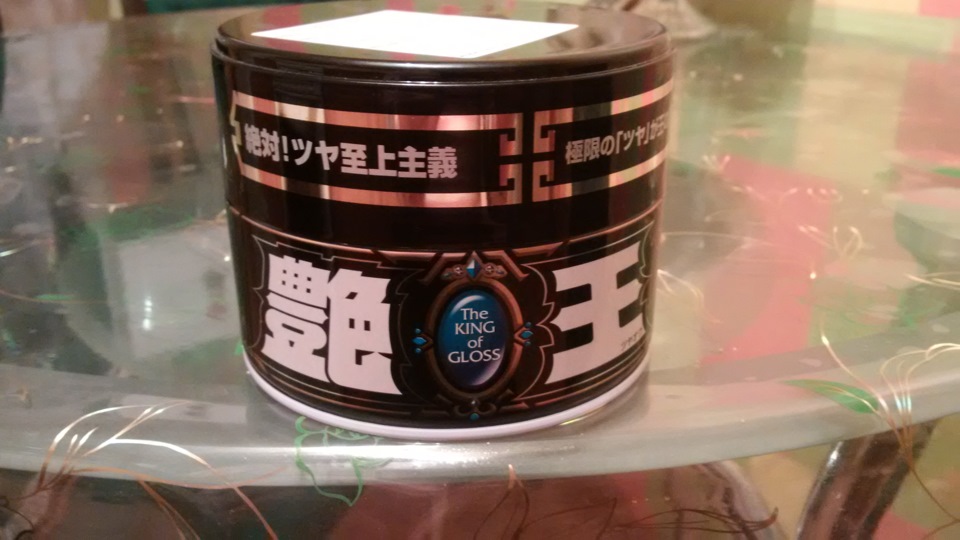 絶対!ツヤ至上主義
極限の「ツヤ」が
艶 王
The
KING
of
GLOSS